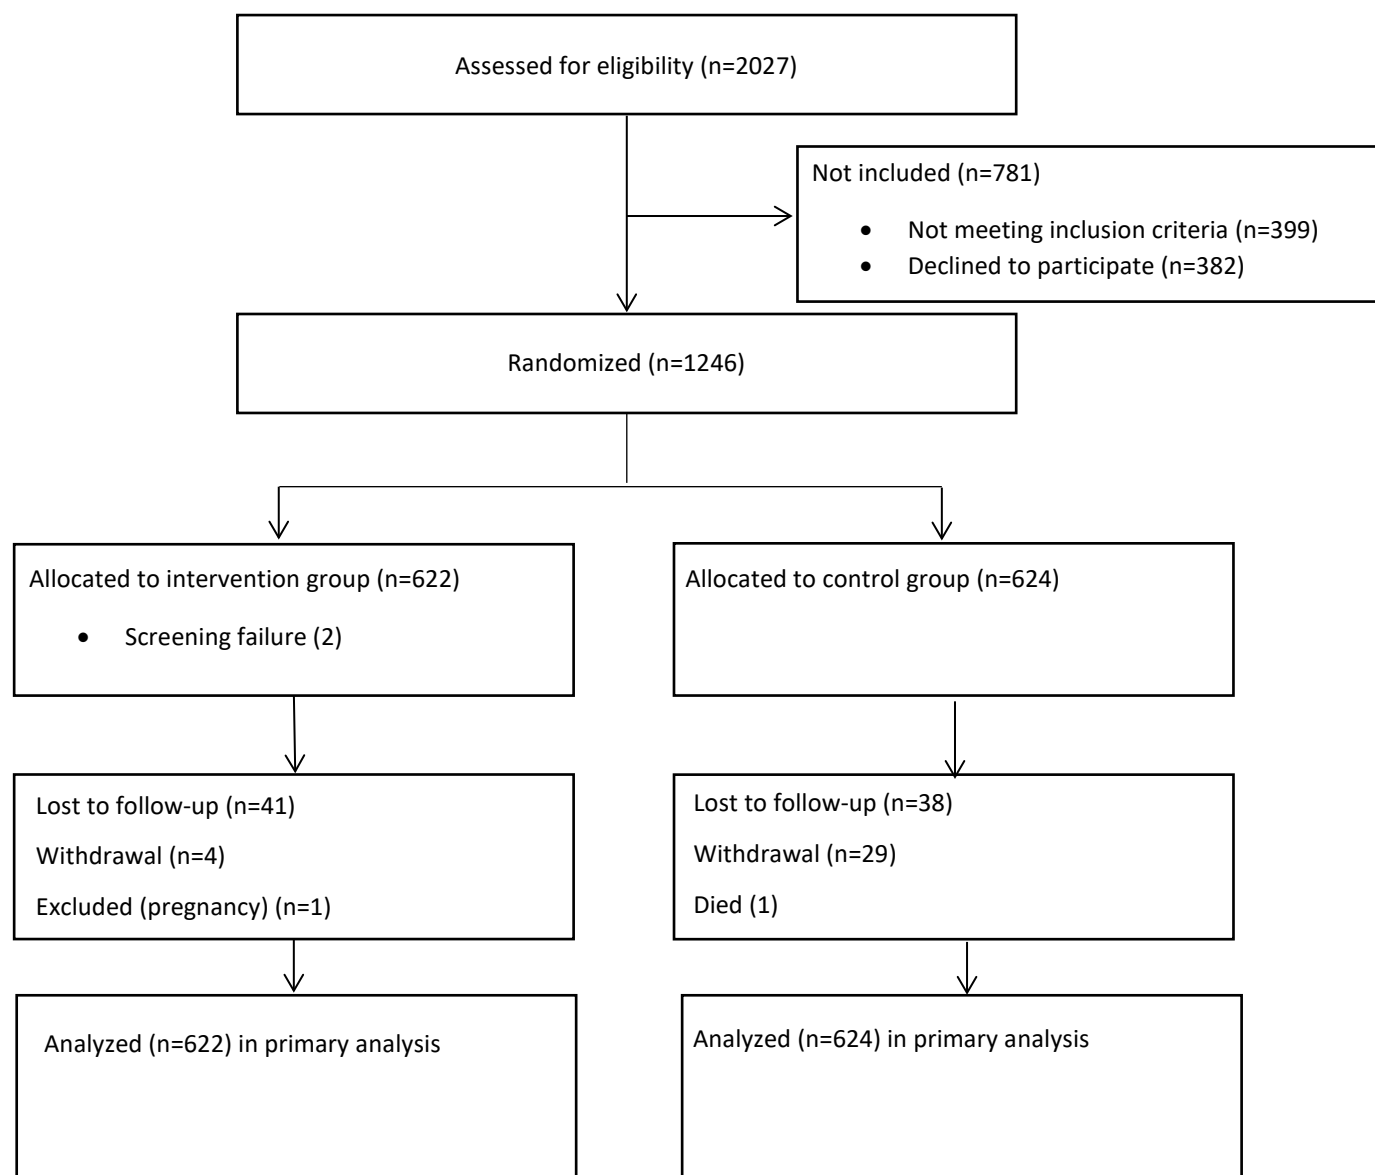 Assessed for eligibility (n=2027)
Not included (n=781)
• Not meeting inclusion criteria (n=399)
• Declined to participate (n=382)
Randomized (n=1246)
Allocated to intervention group (n=622)
• Screening failure (2)
Allocated to control group (n=624)
Lost to follow-up (n=41)
Withdrawal (n=4)
Excluded (pregnancy) (n=1)
Lost to follow-up (n=38)
Withdrawal (n=29)
Died (1)
Analyzed (n=622) in primary analysis
Analyzed (n=624) in primary analysis